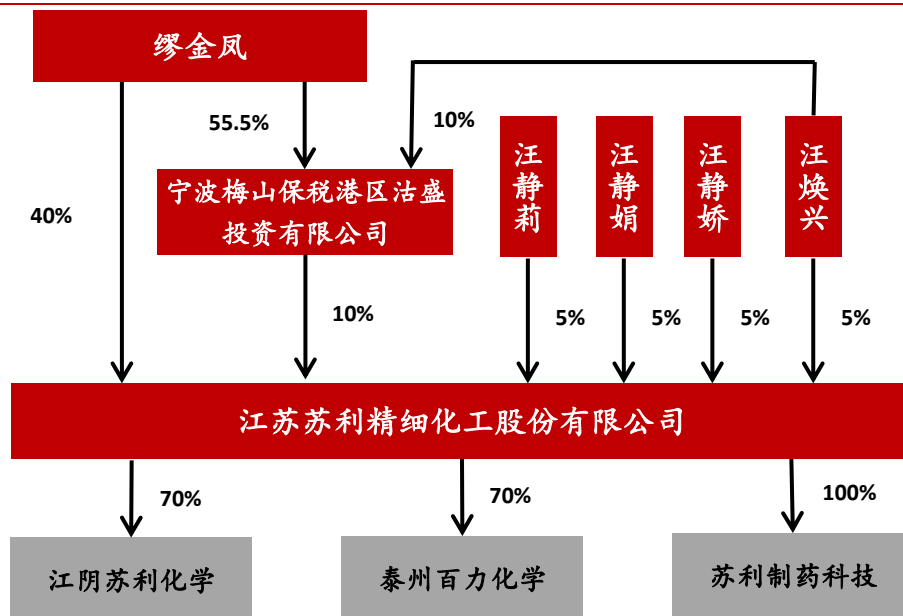 缪金凤
55.5%
10%
40%
宁波梅山保税港区沽盛
投资有限公司
汪静莉
汪静娟
汪静娇
汪焕兴
10%
5%
5%
5%
5%
江苏苏利精细化工股份有限公司
70%
70%
100%
江阴苏利化学
泰州百力化学
苏利制药科技